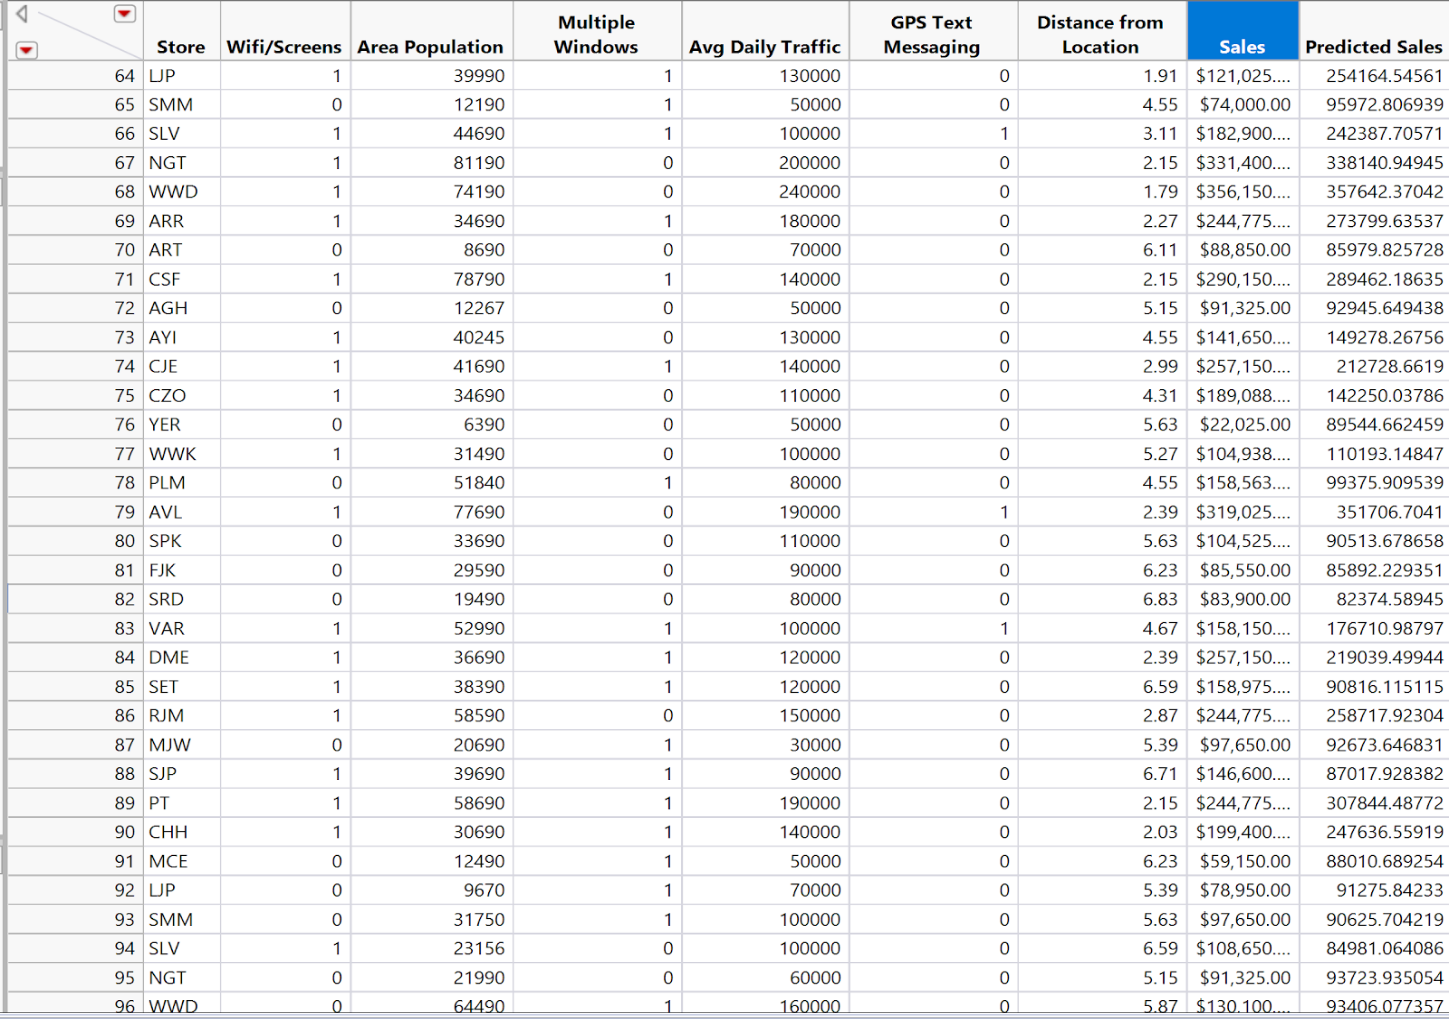 Store Wifi/Screens Area Population Multiple Windows Avg Daily Traffic GPS Text Messaging Distance from Location Sales Predicted Sales
64 LJP 1 39990 1 130000 0 1.91 $121,025.... 254164.54561
65 SMM 0 12190 1 50000 0 4.55 $74,000.00 95972.806939
66 SLV 1 44690 1 100000 1 3.11 $182,900.... 242387.70571
67 NGT 1 81190 0 200000 0 2.15 $331,400.... 338140.94945
68 WWD 1 74190 0 240000 0 1.79 $356,150.... 357642.37042
69 ARR 1 34690 1 180000 0 2.27 $244,775.... 273799.63537
70 ART 0 8690 0 70000 0 6.11 $88,850.00 85979.825728
71 CSF 1 78790 1 140000 0 2.15 $290,150.... 289462.18635
72 AGH 0 12267 0 50000 0 5.15 $91,325.00 92945.649438
73 AYI 1 40245 0 130000 0 4.55 $141,650.... 149278.26756
74 CJE 1 41690 1 140000 0 2.99 $257,150.... 212728.6619
75 CZO 1 34690 0 110000 0 4.31 $189,088.... 142250.03786
76 YER 0 6390 0 50000 0 5.63 $22,025.00 89544.662459
77 WWK 1 31490 0 100000 0 5.27 $104,938.... 110193.14847
78 PLM 0 51840 1 80000 0 4.55 $158,563.... 99375.909539
79 AVL 1 77690 0 190000 1 2.39 $319,025.... 351706.7041
80 SPK 0 33690 0 110000 0 5.63 $104,525.... 90513.678658
81 FJK 0 29590 0 90000 0 6.23 $85,550.00 85892.229351
82 SRD 0 19490 0 80000 0 6.83 $83,900.00 82374.58945
83 VAR 1 52990 1 100000 1 4.67 $158,150.... 176710.98797
84 DME 1 36690 1 120000 0 2.39 $257,150.... 219039.49944
85 SET 1 38390 1 120000 0 6.59 $158,975.... 90816.115115
86 RJM 1 58590 0 150000 0 2.87 $244,775.... 258717.92304
87 MJW 0 20690 1 30000 0 5.39 $97,650.00 92673.646831
88 SJP 1 39690 1 90000 0 6.71 $146,600.... 87017.928382
89 PT 1 58690 1 190000 0 2.15 $244,775.... 307844.48772
90 CHH 1 30690 1 140000 0 2.03 $199,400.... 247636.55919
91 MCE 0 12490 1 50000 0 6.23 $59,150.00 88010.689254
92 LJP 0 9670 1 70000 0 5.39 $78,950.00 91275.84233
93 SMM 0 31750 1 100000 0 5.63 $97,650.00 90625.704219
94 SLV 1 23156 0 100000 0 6.59 $108,650.... 84981.064086
95 NGT 0 21990 0 60000 0 5.15 $91,325.00 93723.935054
96 WWD 0 64490 1 160000 0 5.87 $130,100.... 93406.077357